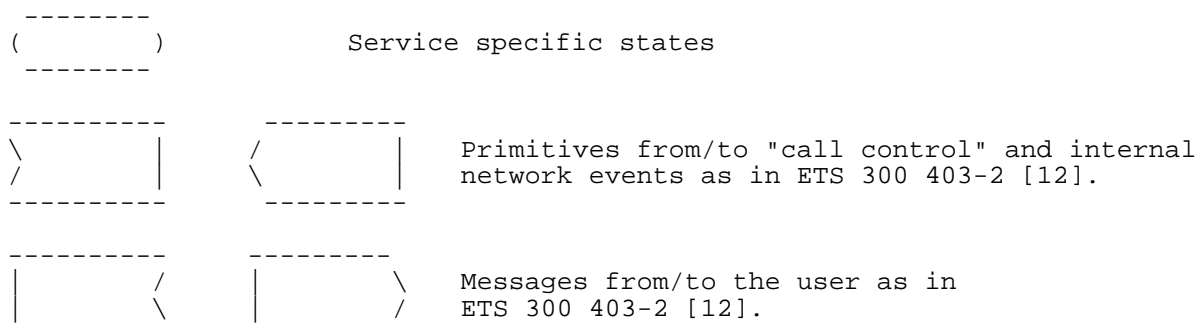 Service specific states
Primitives from/to "call control" and internal
network events as in ETS 300 403-2 [12].
Messages from/to the user as in
ETS 300 403-2 [12].